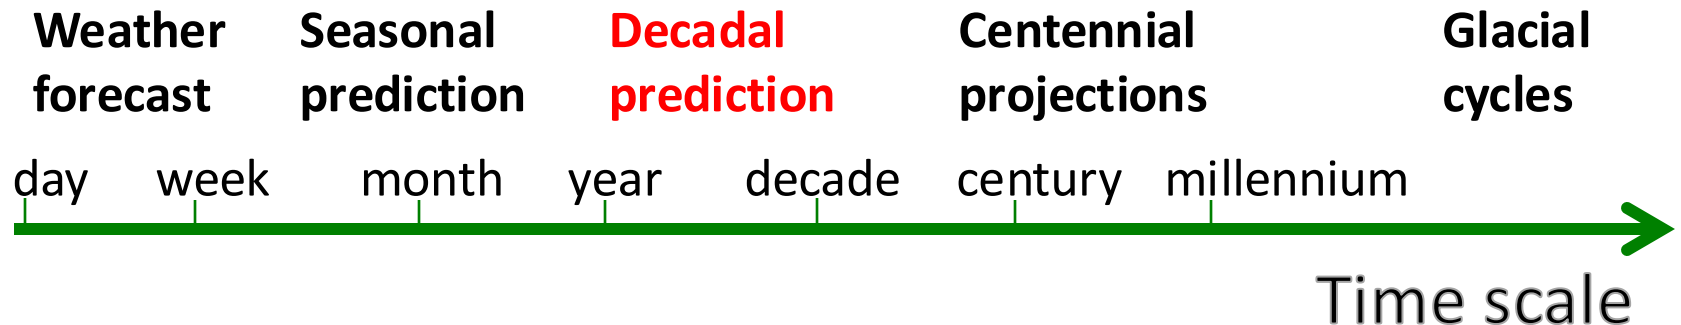 Weather Seasonal Decadal Centennial Glacial
forecast prediction prediction projections cycles
day week month year decade century millennium
Time scale